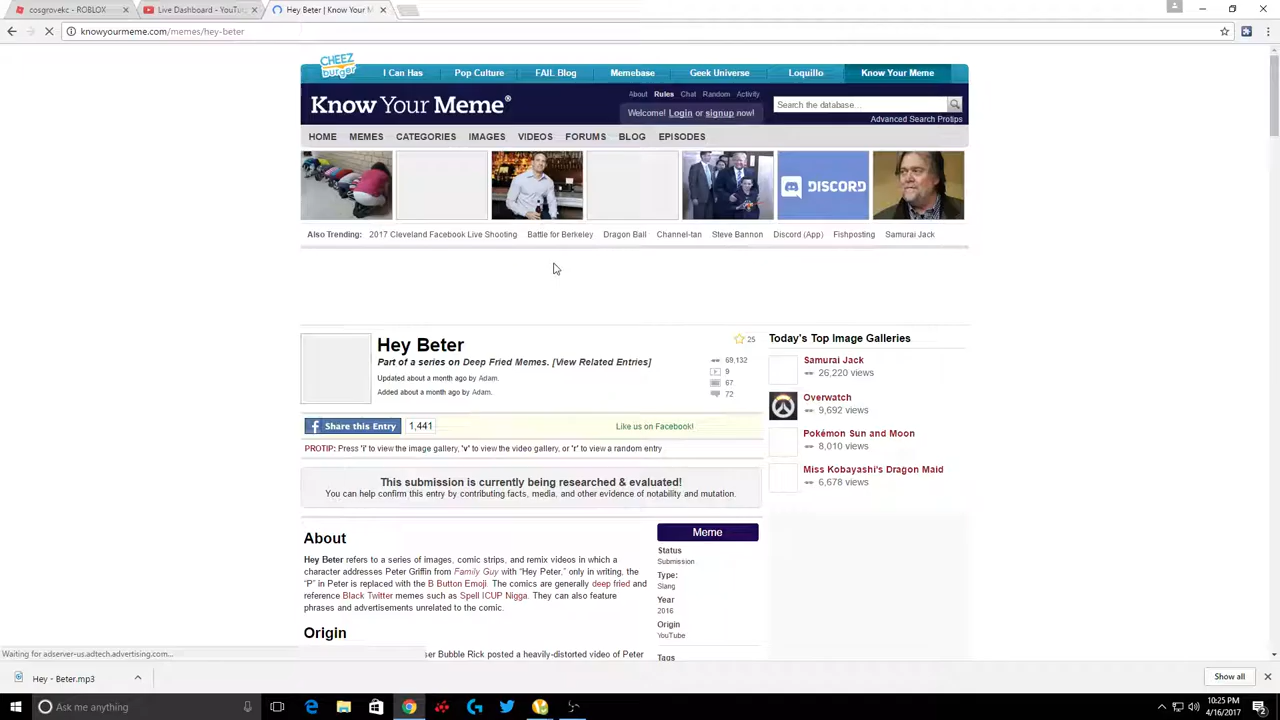 cosgrovekc - ROBLOX
Live Dashboard - YouTu
Hey Beter | Know Your M
knowyourmeme.com/memes/hey-beter
CHEEZ burger
I Can Has
Pop Culture
FAIL Blog
Memebase
Geek Universe
Loquillo
Know Your Meme
About Rules Chat Random Activity
Know Your Meme
Welcome! Login or signup now!
Search the database...
Advanced Search Protips
HOME MEMES CATEGORIES IMAGES VIDEOS FORUMS BLOG EPISODES
DISCORD
Also Trending: 2017 Cleveland Facebook Live Shooting Battle for Berkeley Dragon Ball Channel-tan Steve Bannon Discord (App) Fishposting Samurai Jack
Hey Beter
25
Part of a series on Deep Fried Memes. [View Related Entries]
69,132
Updated about a month ago by Adam.
9
67
Added about a month ago by Adam.
72
Share this Entry
1,441
Like us on Facebook!
PROTIP: Press 'i' to view the image gallery, 'v' to view the video gallery, or 'r' to view a random entry
This submission is currently being researched & evaluated!
You can help confirm this entry by contributing facts, media, and other evidence of notability and mutation.
Today's Top Image Galleries
Samurai Jack
26,220 views
Overwatch
9,692 views
Pokémon Sun and Moon
8,010 views
Miss Kobayashi's Dragon Maid
6,678 views
About
Hey Beter refers to a series of images, comic strips, and remix videos in which a
character addresses Peter Griffin from Family Guy with “Hey Peter,” only in writing, the
“P” in Peter is replaced with the B Button Emoji. The comics are generally deep fried and
reference Black Twitter memes such as Spell ICUP Nigga. They can also feature
phrases and advertisements unrelated to the comic.
Origin
ser Bubble Rick posted a heavily-distorted video of Peter
Meme
Status
Submission
Type:
Slang
Year
2016
Origin
YouTube
Tags
Waiting for adserver-us.adtech.advertising.com...
Hey - Beter.mp3
Show all
Ask me anything
10:25 PM
4/16/2017
2